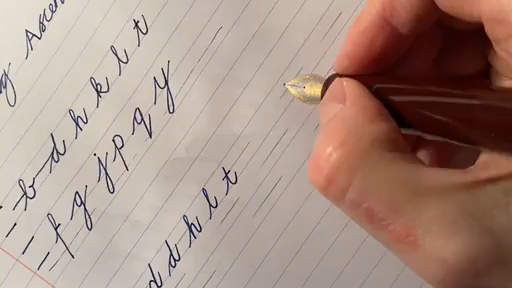 g Ascen
b d h k l t
f g j p q y
d d h l t